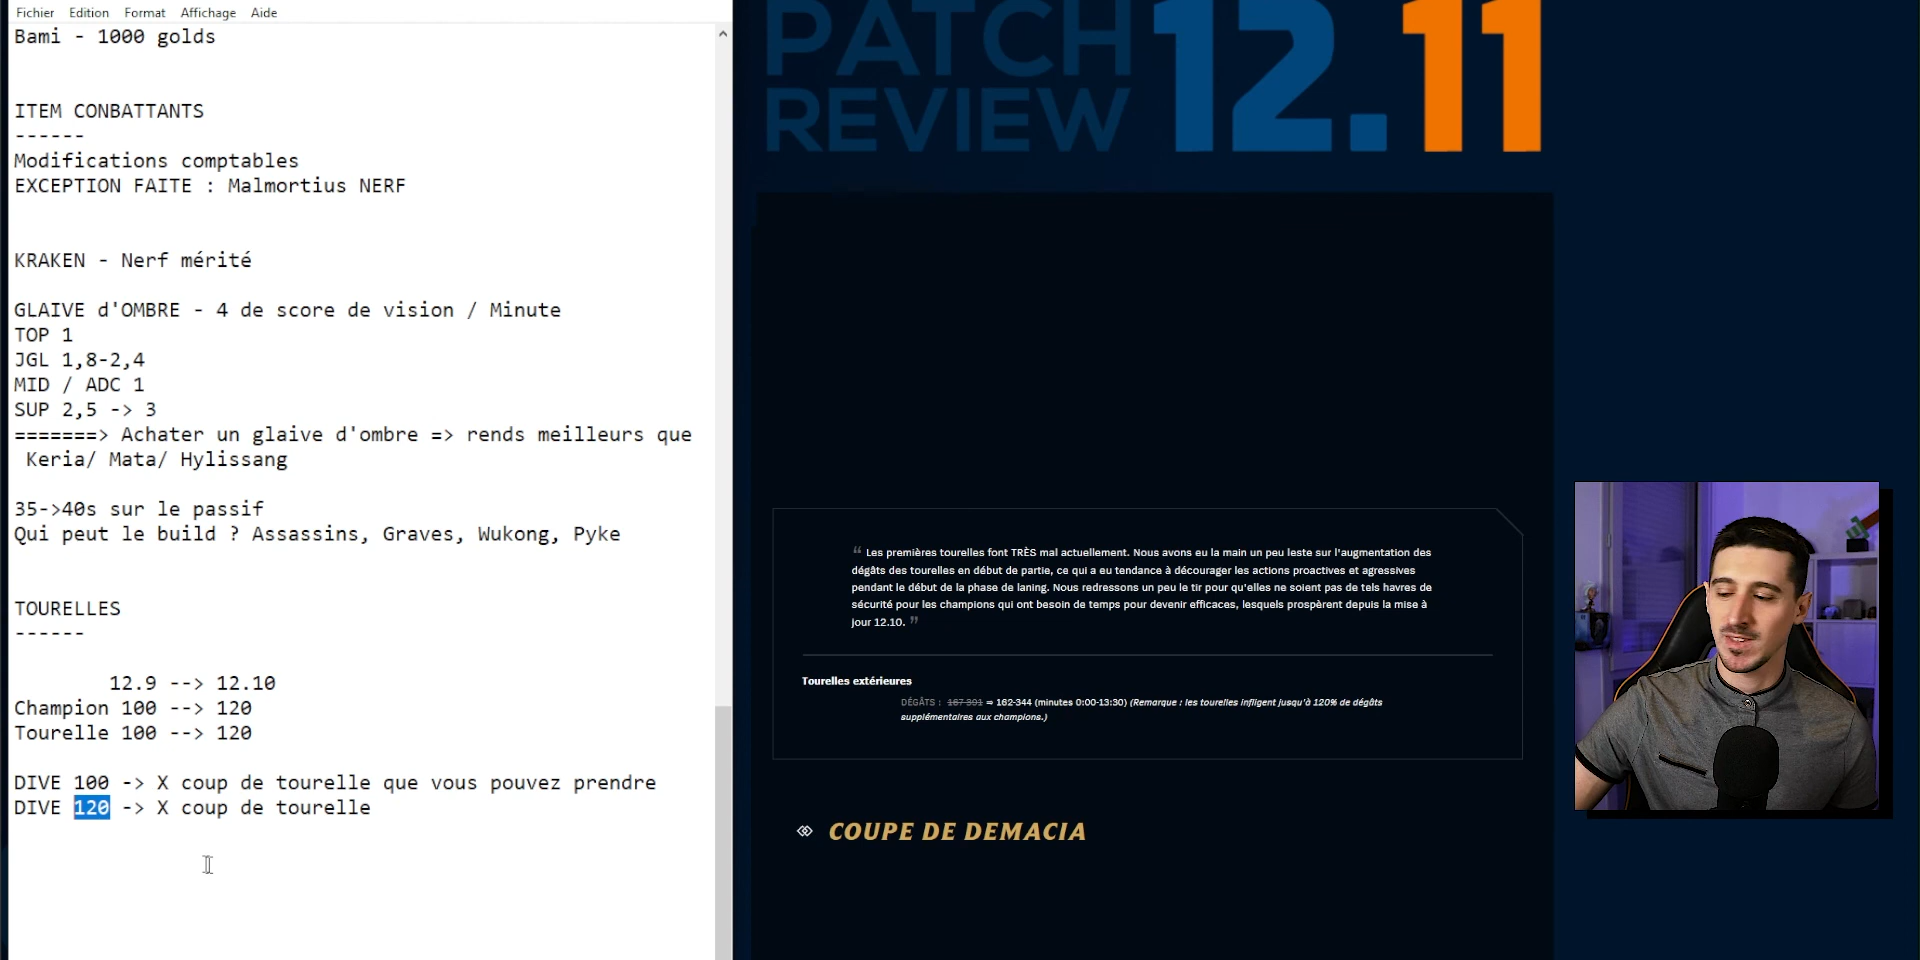 Fichier Edition Format Affichage Aide
Bami - 1000 golds
ITEM CONBATTANTS
------
Modifications comptables
EXCEPTION FAITE : Malmortius NERF
KRAKEN - Nerf mérité
GLAIVE d'OMBRE - 4 de score de vision / Minute
TOP 1
JGL 1,8-2,4
MID / ADC 1
SUP 2,5 -> 3
=======> Achater un glaive d'ombre => rends meilleurs que
Keria/ Mata/ Hylissang
35->40s sur le passif
Qui peut le build ? Assassins, Graves, Wukong, Pyke
TOURELLES
------
12.9 --> 12.10
Champion 100 --> 120
Tourelle 100 --> 120
DIVE 100 -> X coup de tourelle que vous pouvez prendre
DIVE 120 -> X coup de tourelle
PATCH
REVIEW
12.11
“ Les premières tourelles font TRÈS mal actuellement. Nous avons eu la main un peu leste sur l'augmentation des
dégâts des tourelles en début de partie, ce qui a eu tendance à décourager les actions proactives et agressives
pendant le début de la phase de laning. Nous redressons un peu le tir pour qu'elles ne soient pas de tels havres de
sécurité pour les champions qui ont besoin de temps pour devenir efficaces, lesquels prospèrent depuis la mise à
jour 12.10. ”
Tourelles extérieures
DÉGÂTS : 167-391 ⇒ 162-344 (minutes 0:00-13:30) (Remarque : les tourelles infligent jusqu'à 120% de dégâts
supplémentaires aux champions.)
COUPE DE DEMACIA